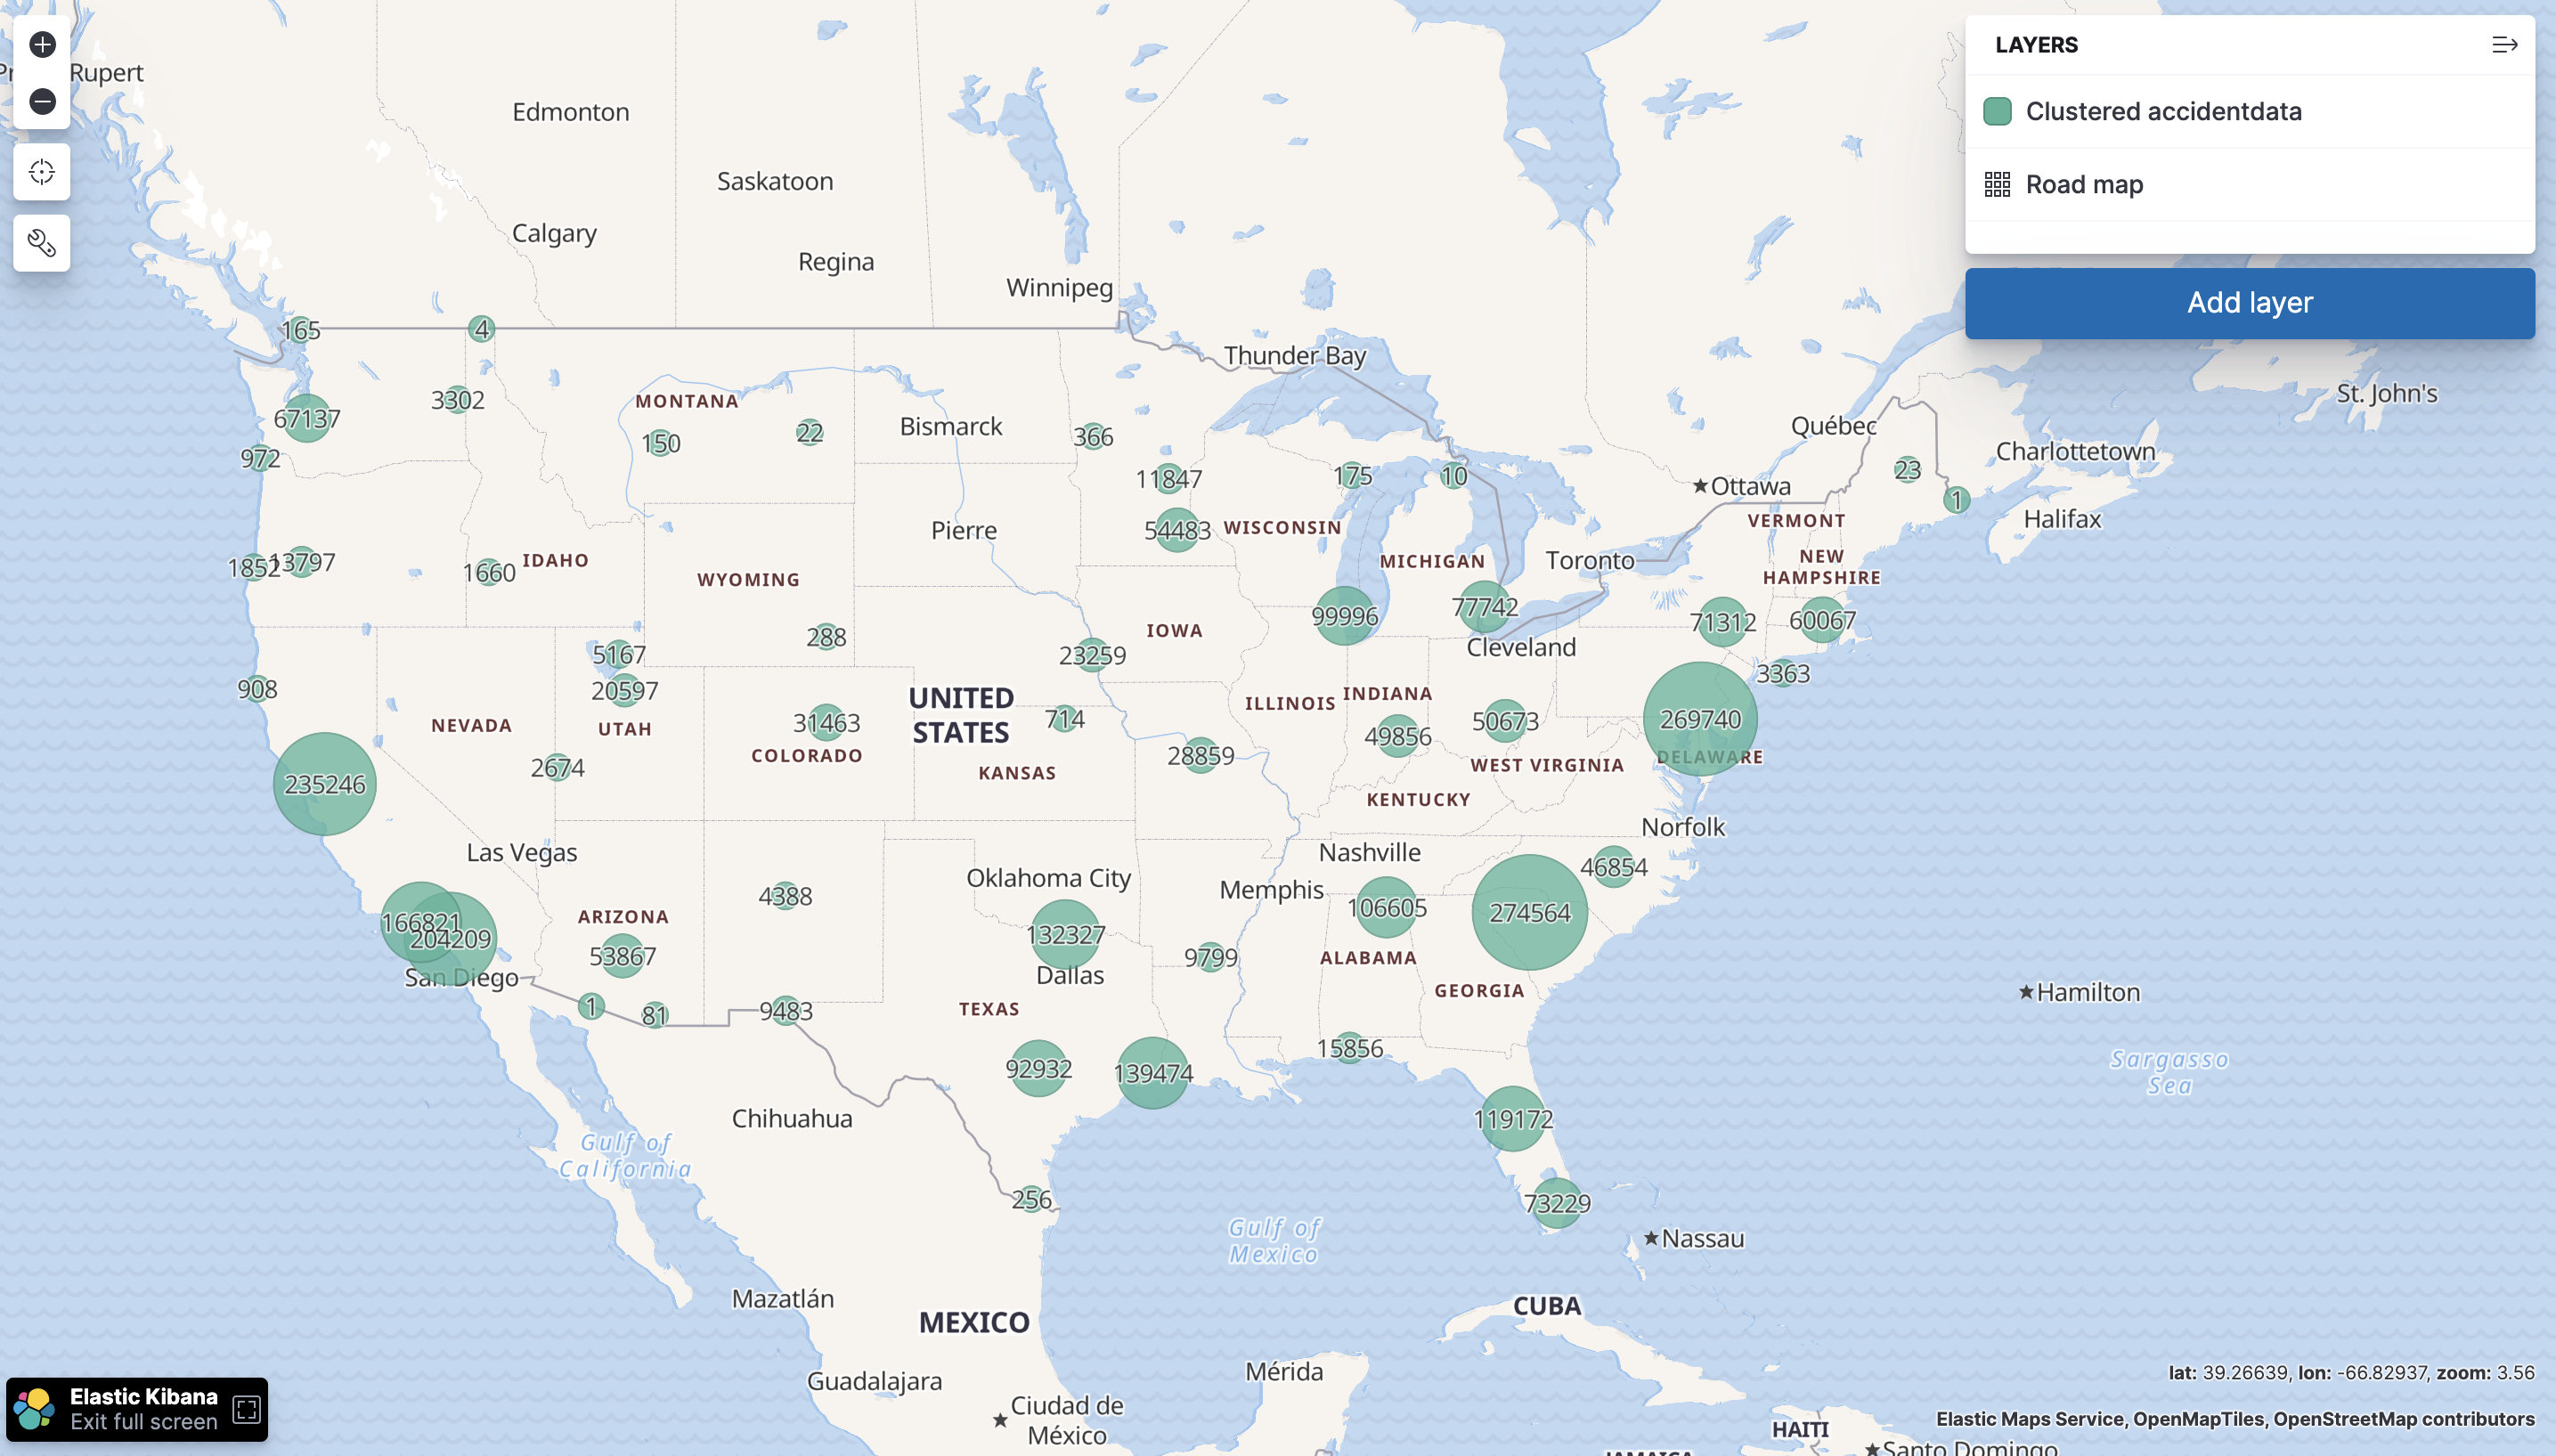 LAYERS
Clustered accidentdata
Road map
Add layer
Rupert
Edmonton
Saskatoon
Calgary
Regina
Winnipeg
165
4
Thunder Bay
St. John's
3302
MONTANA
67137
Bismarck
Québec
150
22
366
Charlottetown
972
11847
175
10
23
Ottawa
1
Pierre
54483
WISCONSIN
VERMONT
Halifax
1852
13797
1660
IDAHO
WYOMING
MICHIGAN
Toronto
NEW
HAMPSHIRE
99996
77742
71312
60067
288
IOWA
5167
23259
Cleveland
3363
908
20597
UNITED
STATES
ILLINOIS
INDIANA
NEVADA
UTAH
31463
714
49856
50673
269740
COLORADO
28859
WEST VIRGINIA
DELAWARE
2674
KANSAS
235246
KENTUCKY
Norfolk
Las Vegas
Nashville
46854
Oklahoma City
4388
Memphis
166821
ARIZONA
106605
274564
204209
132327
53867
9799
ALABAMA
San Diego
Dallas
GEORGIA
Hamilton
1
81
9483
TEXAS
15856
Sargasso
Sea
92932
139474
Chihuahua
119172
Gulf of
California
256
73229
Gulf of
Mexico
Nassau
Mazatlán
MEXICO
CUBA
Guadalajara
Mérida
lat: 39.26639, lon: -66.82937, zoom: 3.56
Elastic Kibana
Exit full screen
Ciudad de
México
HAITI
Elastic Maps Service, OpenMapTiles, OpenStreetMap contributors
JAMAICA
Santo Domingo